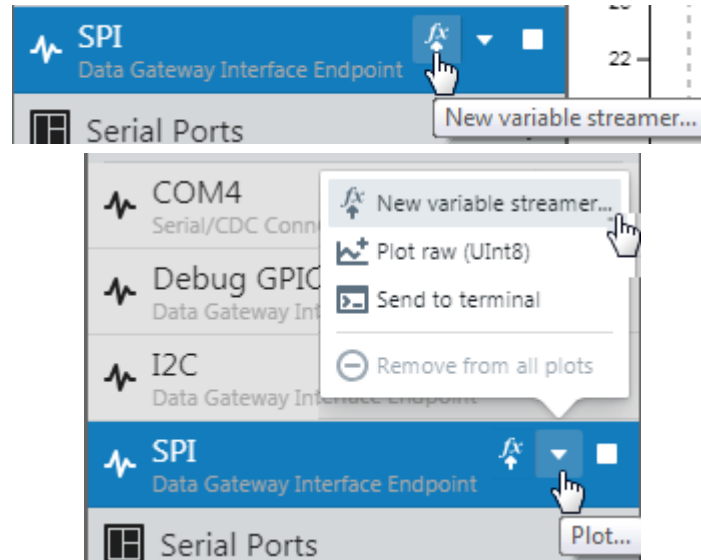 SPI
Data Gateway Interface Endpoint
22
New variable streamer...
Serial Ports
COM4
Serial/CDC Conn
New variable streamer...
Plot raw (UInt8)
Debug GPIO
Data Gateway Int
Send to terminal
I2C
Remove from all plots
Data Gateway Interface Endpoint
SPI
Data Gateway Interface Endpoint
Serial Ports
Plot...